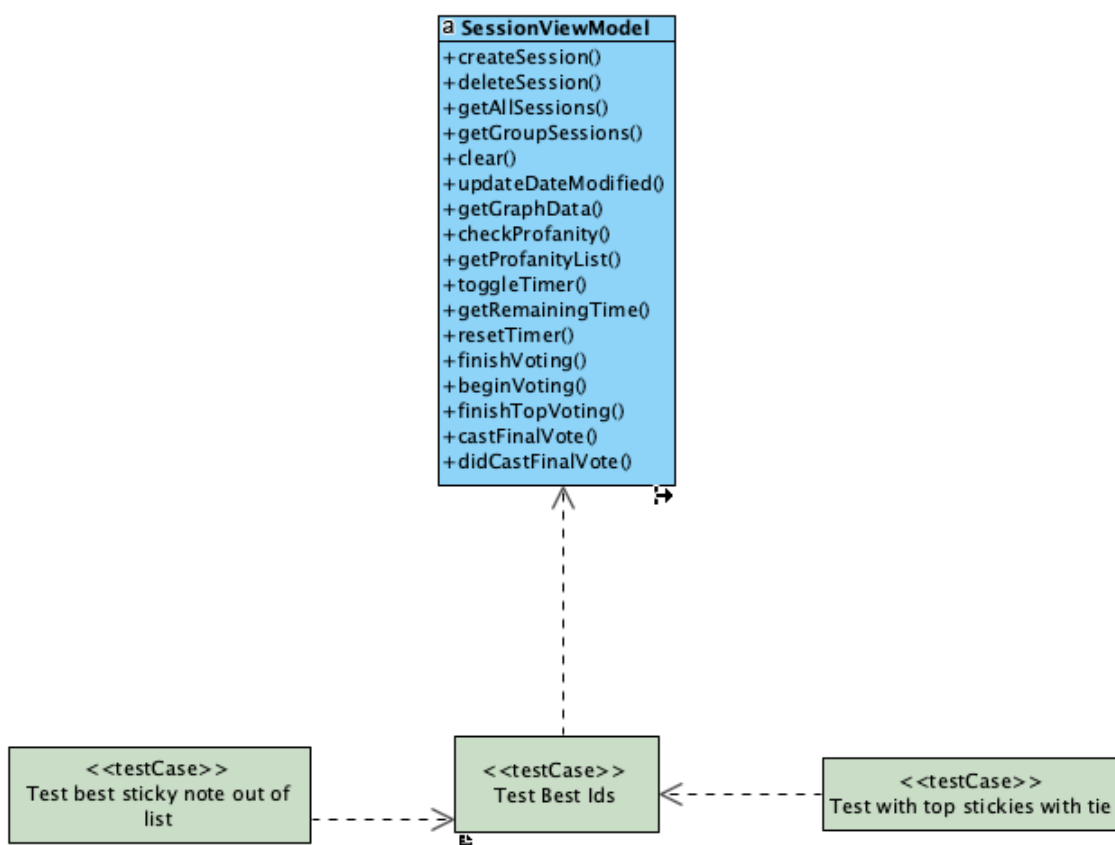 a SessionViewModel
+createSession()
+deleteSession()
+getAllSessions()
+getGroupSessions()
+clear()
+updateDateModified()
+getGraphData()
+checkProfanity()
+getProfanityList()
+toggleTimer()
+getRemainingTime()
+resetTimer()
+finishVoting()
+beginVoting()
+finishTopVoting()
+castFinalVote()
+didCastFinalVote()
<<testCase>>
Test best sticky note out of
list
<<testCase>>
Test Best Ids
<<testCase>>
Test with top stickies with tie